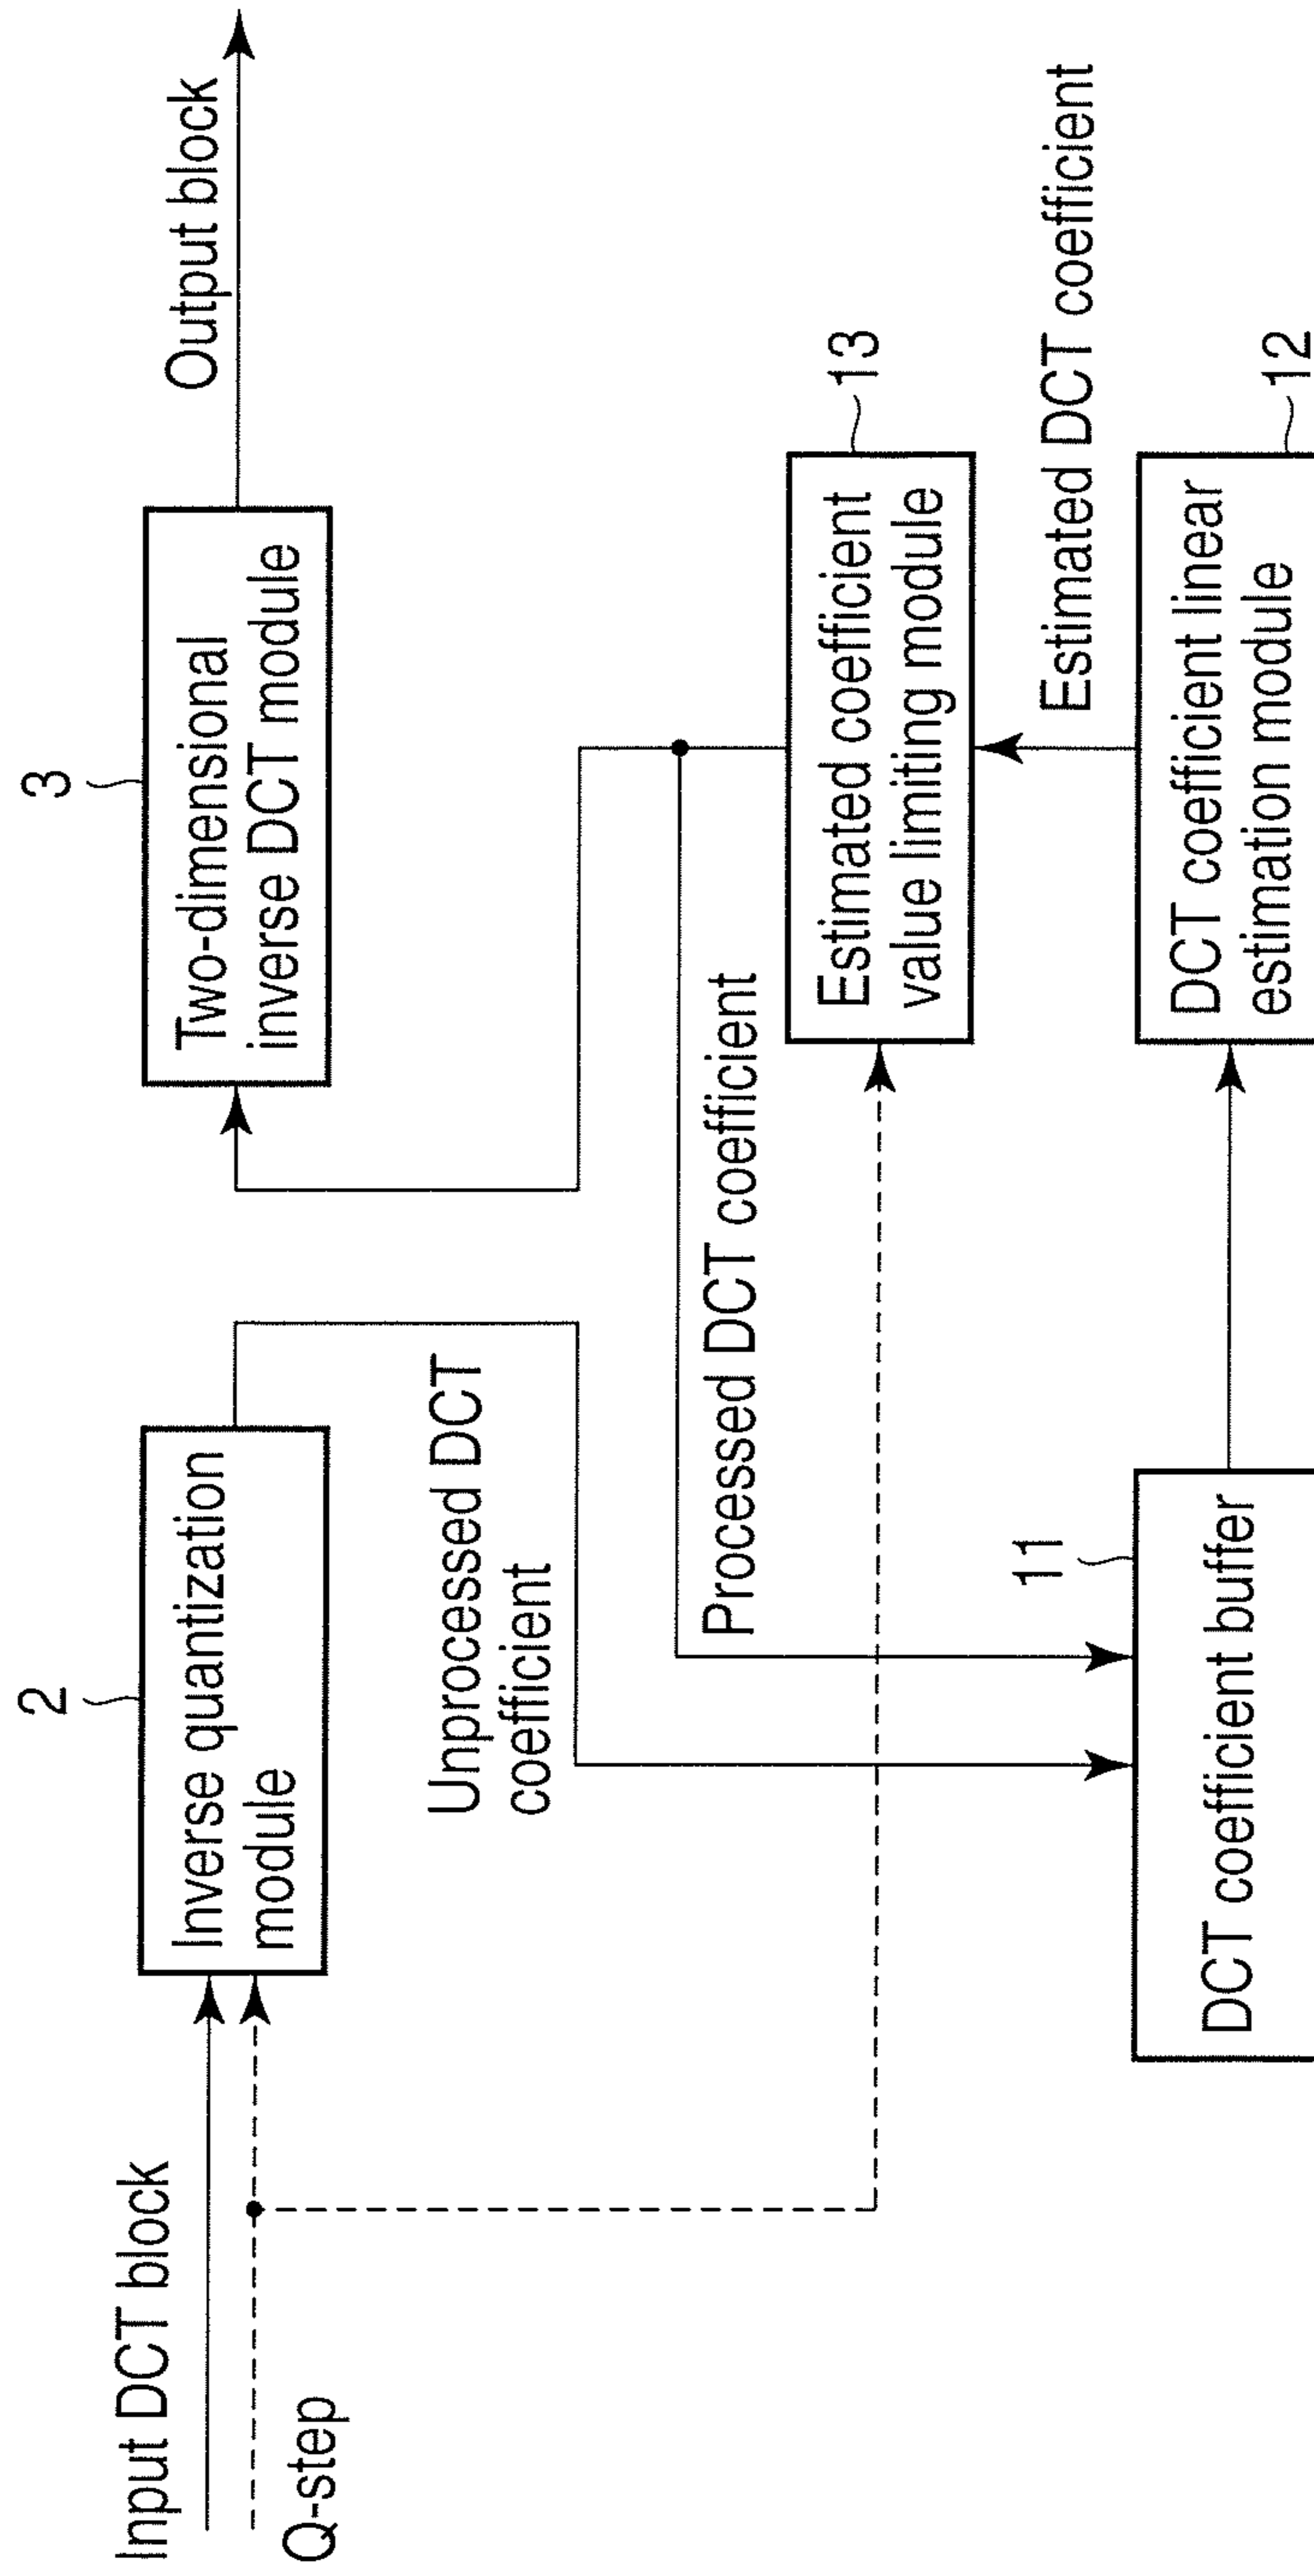 Input DCT block
Q-step
2
Inverse quantization
module
Unprocessed DCT
coefficient
3
Two-dimensional
inverse DCT module
Output block
Processed DCT coefficient
13
Estimated coefficient
value limiting module
Estimated DCT coefficient
11
DCT coefficient buffer
12
DCT coefficient linear
estimation module